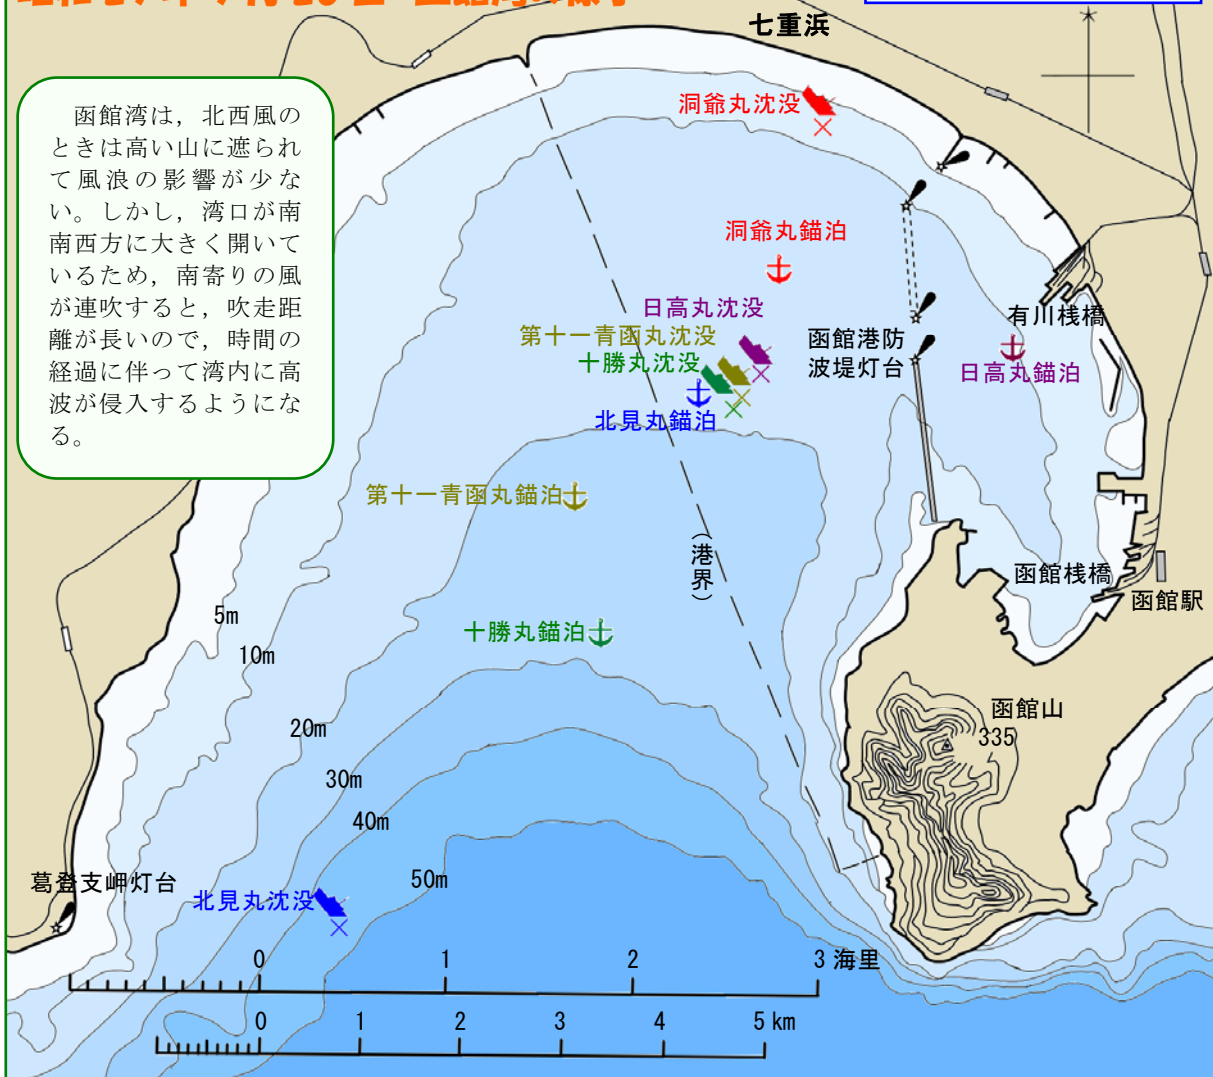 七重浜
函館湾は，北西風の
ときは高い山に遮られ
て風浪の影響が少な
い。しかし，湾口が南
南西方に大きく開いて
いるため，南寄りの風
が連吹すると，吹走距
離が長いので，時間の
経過に伴って湾内に高
波が侵入するようにな
る。
洞爺丸沈没
洞爺丸錨泊
日高丸沈没
第十一青函丸沈没
十勝丸沈没
北見丸錨泊
函館港防
波堤灯台
有川桟橋
日高丸錨泊
第十一青函丸錨泊
（港界）
函館桟橋
函館駅
十勝丸錨泊
5m
10m
20m
30m
40m
50m
函館山
335
葛登支岬灯台
北見丸沈没
0 1 2 3 海里
0 1 2 3 4 5 km